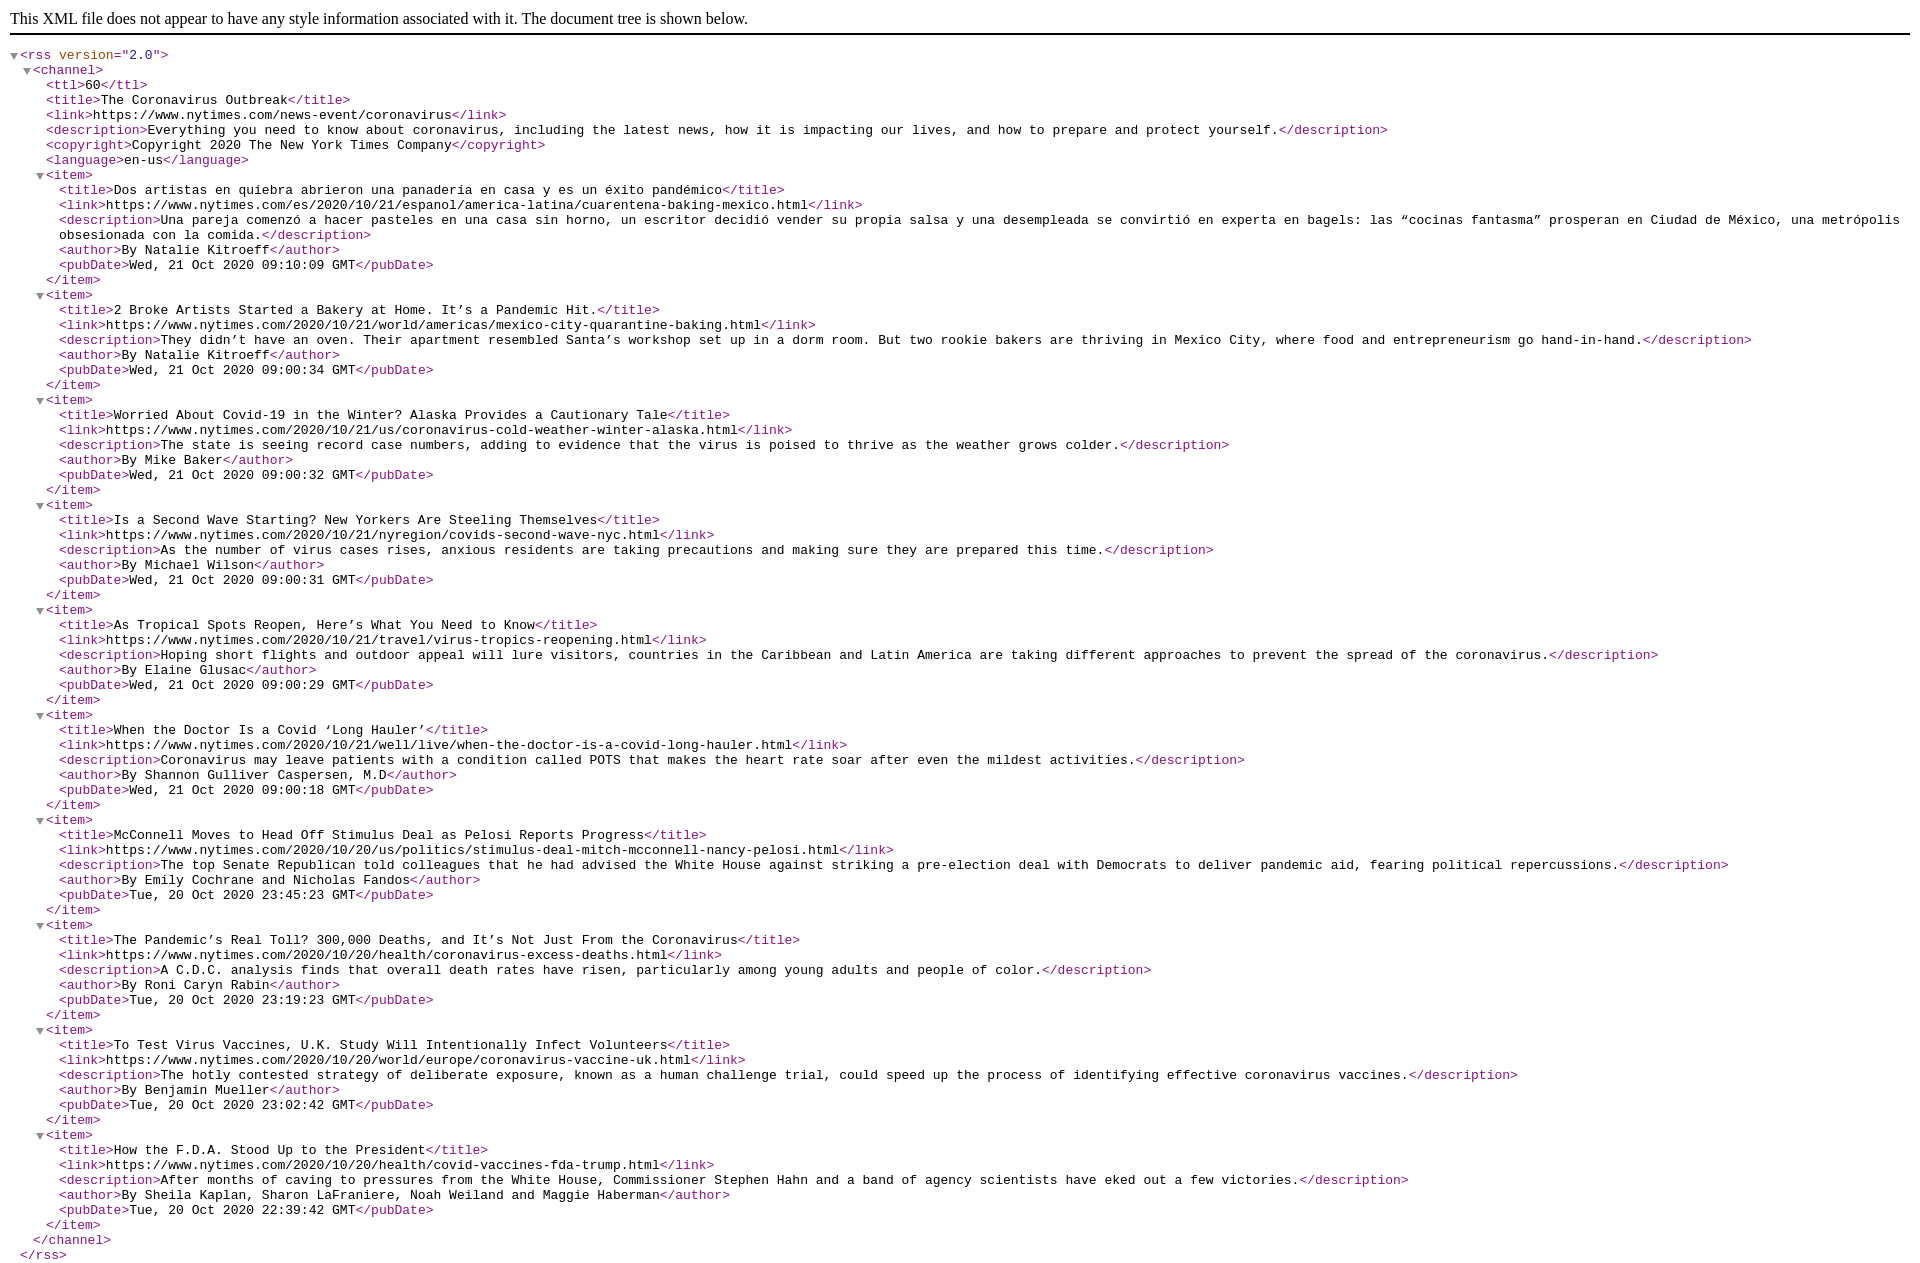 This XML file does not appear to have any style information associated with it. The document tree is shown below.
<rss version="2.0">
<channel>
<ttl>60</ttl>
<title>The Coronavirus Outbreak</title>
<link>https://www.nytimes.com/news-event/coronavirus</link>
<description>Everything you need to know about coronavirus, including the latest news, how it is impacting our lives, and how to prepare and protect yourself.</description>
<copyright>Copyright 2020 The New York Times Company</copyright>
<language>en-us</language>
<item>
<title>Dos artistas en quiebra abrieron una panadería en casa y es un éxito pandémico</title>
<link>https://www.nytimes.com/es/2020/10/21/espanol/america-latina/cuarentena-baking-mexico.html</link>
<description>Una pareja comenzó a hacer pasteles en una casa sin horno, un escritor decidió vender su propia salsa y una desempleada se convirtió en experta en bagels: las “cocinas fantasma” prosperan en Ciudad de México, una metrópolis
obsesionada con la comida.</description>
<author>By Natalie Kitroeff</author>
<pubDate>Wed, 21 Oct 2020 09:10:09 GMT</pubDate>
</item>
<item>
<title>2 Broke Artists Started a Bakery at Home. It’s a Pandemic Hit.</title>
<link>https://www.nytimes.com/2020/10/21/world/americas/mexico-city-quarantine-baking.html</link>
<description>They didn’t have an oven. Their apartment resembled Santa’s workshop set up in a dorm room. But two rookie bakers are thriving in Mexico City, where food and entrepreneurism go hand-in-hand.</description>
<author>By Natalie Kitroeff</author>
<pubDate>Wed, 21 Oct 2020 09:00:34 GMT</pubDate>
</item>
<item>
<title>Worried About Covid-19 in the Winter? Alaska Provides a Cautionary Tale</title>
<link>https://www.nytimes.com/2020/10/21/us/coronavirus-cold-weather-winter-alaska.html</link>
<description>The state is seeing record case numbers, adding to evidence that the virus is poised to thrive as the weather grows colder.</description>
<author>By Mike Baker</author>
<pubDate>Wed, 21 Oct 2020 09:00:32 GMT</pubDate>
</item>
<item>
<title>Is a Second Wave Starting? New Yorkers Are Steeling Themselves</title>
<link>https://www.nytimes.com/2020/10/21/nyregion/covids-second-wave-nyc.html</link>
<description>As the number of virus cases rises, anxious residents are taking precautions and making sure they are prepared this time.</description>
<author>By Michael Wilson</author>
<pubDate>Wed, 21 Oct 2020 09:00:31 GMT</pubDate>
</item>
<item>
<title>As Tropical Spots Reopen, Here’s What You Need to Know</title>
<link>https://www.nytimes.com/2020/10/21/travel/virus-tropics-reopening.html</link>
<description>Hoping short flights and outdoor appeal will lure visitors, countries in the Caribbean and Latin America are taking different approaches to prevent the spread of the coronavirus.</description>
<author>By Elaine Glusac</author>
<pubDate>Wed, 21 Oct 2020 09:00:29 GMT</pubDate>
</item>
<item>
<title>When the Doctor Is a Covid ‘Long Hauler’</title>
<link>https://www.nytimes.com/2020/10/21/well/live/when-the-doctor-is-a-covid-long-hauler.html</link>
<description>Coronavirus may leave patients with a condition called POTS that makes the heart rate soar after even the mildest activities.</description>
<author>By Shannon Gulliver Caspersen, M.D</author>
<pubDate>Wed, 21 Oct 2020 09:00:18 GMT</pubDate>
</item>
<item>
<title>McConnell Moves to Head Off Stimulus Deal as Pelosi Reports Progress</title>
<link>https://www.nytimes.com/2020/10/20/us/politics/stimulus-deal-mitch-mcconnell-nancy-pelosi.html</link>
<description>The top Senate Republican told colleagues that he had advised the White House against striking a pre-election deal with Democrats to deliver pandemic aid, fearing political repercussions.</description>
<author>By Emily Cochrane and Nicholas Fandos</author>
<pubDate>Tue, 20 Oct 2020 23:45:23 GMT</pubDate>
</item>
<item>
<title>The Pandemic’s Real Toll? 300,000 Deaths, and It’s Not Just From the Coronavirus</title>
<link>https://www.nytimes.com/2020/10/20/health/coronavirus-excess-deaths.html</link>
<description>A C.D.C. analysis finds that overall death rates have risen, particularly among young adults and people of color.</description>
<author>By Roni Caryn Rabin</author>
<pubDate>Tue, 20 Oct 2020 23:19:23 GMT</pubDate>
</item>
<item>
<title>To Test Virus Vaccines, U.K. Study Will Intentionally Infect Volunteers</title>
<link>https://www.nytimes.com/2020/10/20/world/europe/coronavirus-vaccine-uk.html</link>
<description>The hotly contested strategy of deliberate exposure, known as a human challenge trial, could speed up the process of identifying effective coronavirus vaccines.</description>
<author>By Benjamin Mueller</author>
<pubDate>Tue, 20 Oct 2020 23:02:42 GMT</pubDate>
</item>
<item>
<title>How the F.D.A. Stood Up to the President</title>
<link>https://www.nytimes.com/2020/10/20/health/covid-vaccines-fda-trump.html</link>
<description>After months of caving to pressures from the White House, Commissioner Stephen Hahn and a band of agency scientists have eked out a few victories.</description>
<author>By Sheila Kaplan, Sharon LaFraniere, Noah Weiland and Maggie Haberman</author>
<pubDate>Tue, 20 Oct 2020 22:39:42 GMT</pubDate>
</item>
</channel>
</rss>